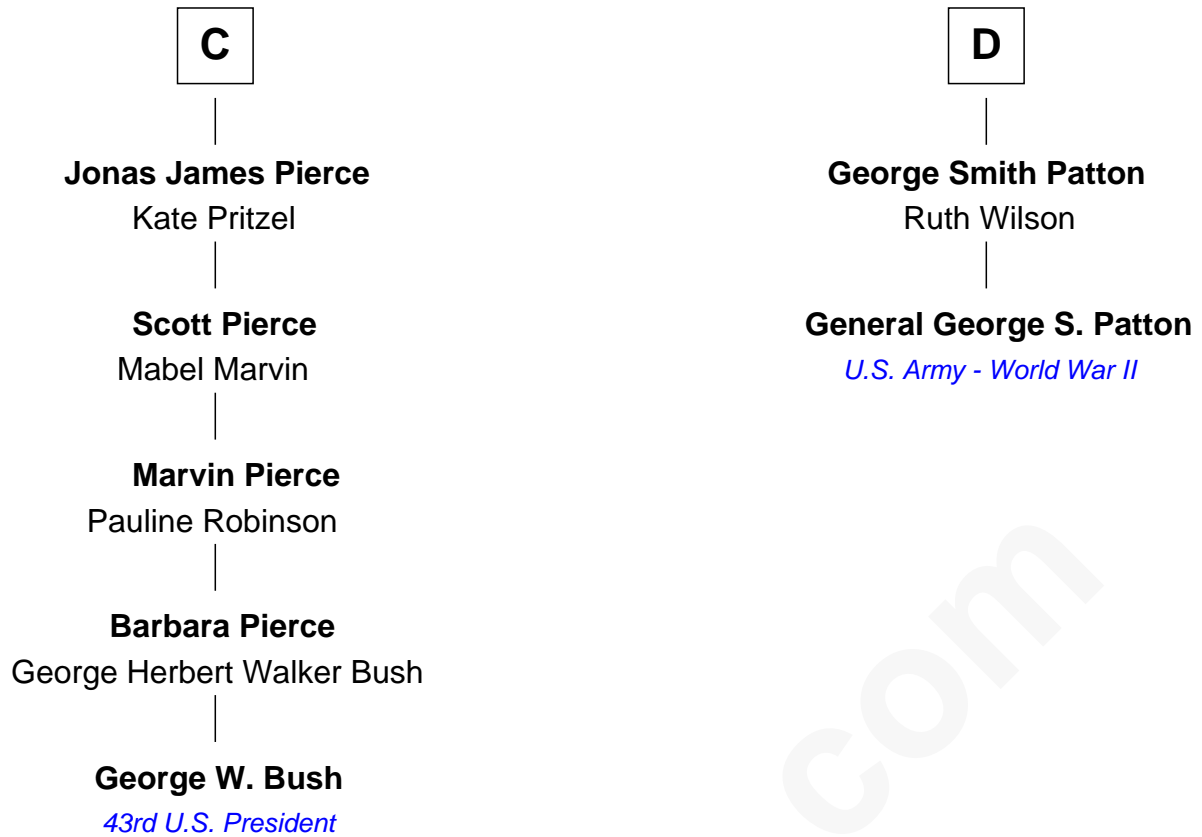 C
Jonas James Pierce
Kate Pritzel
Scott Pierce
Mabel Marvin
Marvin Pierce
Pauline Robinson
Barbara Pierce
George Herbert Walker Bush
George W. Bush
43rd U.S. President
D
George Smith Patton
Ruth Wilson
General George S. Patton
U.S. Army - World War II
com